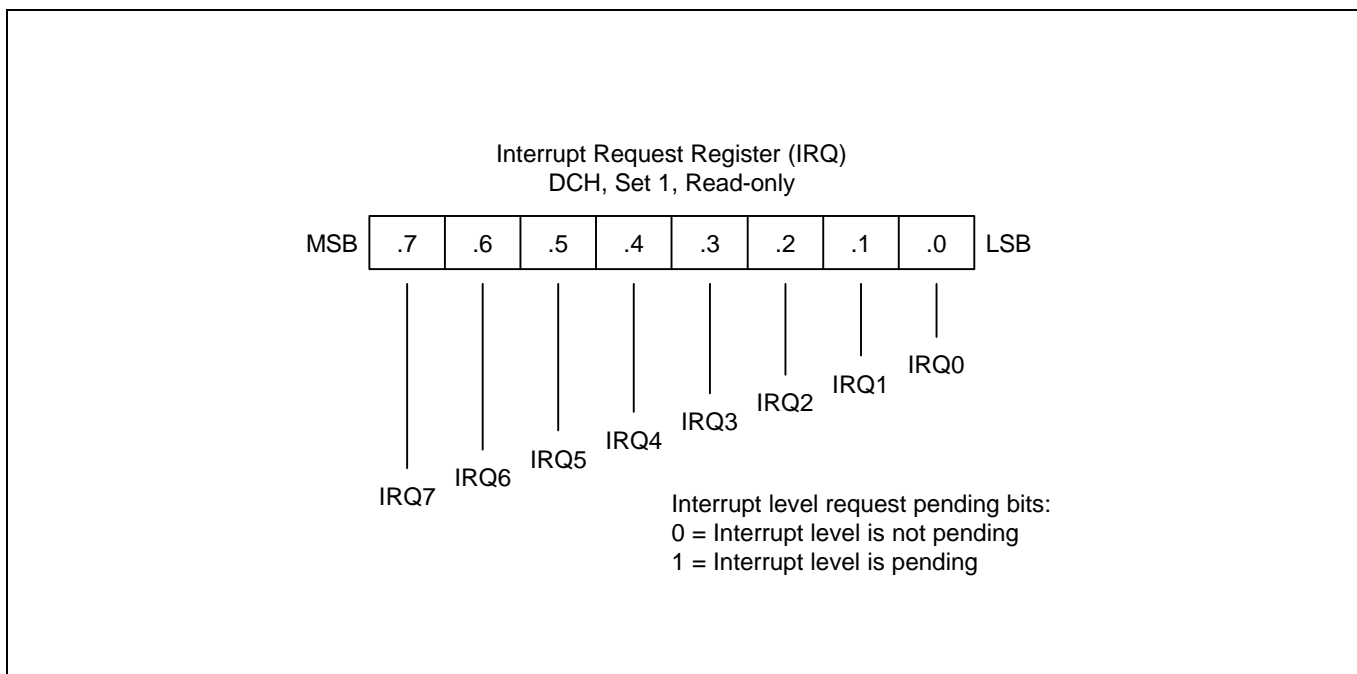 Interrupt Request Register (IRQ)
DCH, Set 1, Read-only
MSB .7 .6 .5 .4 .3 .2 .1 .0 LSB
IRQ7 IRQ6 IRQ5 IRQ4 IRQ3 IRQ2 IRQ1 IRQ0
Interrupt level request pending bits:
0 = Interrupt level is not pending
1 = Interrupt level is pending